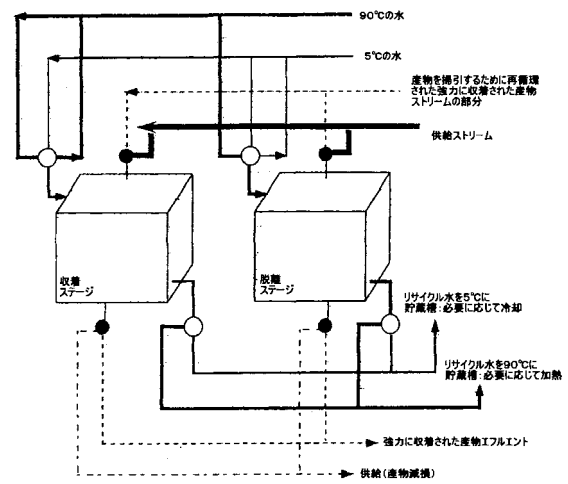 90℃の水
5℃の水
産物を掃引するために再循環
された強力に収着された産物
ストリームの部分
供給ストリーム
収着
ステージ
脱離
ステージ
リサイクル水を5℃に
貯蔵槽:必要に応じて冷却
リサイクル水を90℃に
貯蔵槽:必要に応じて加熱
強力に収着された産物エフルエント
供給(産物減損)